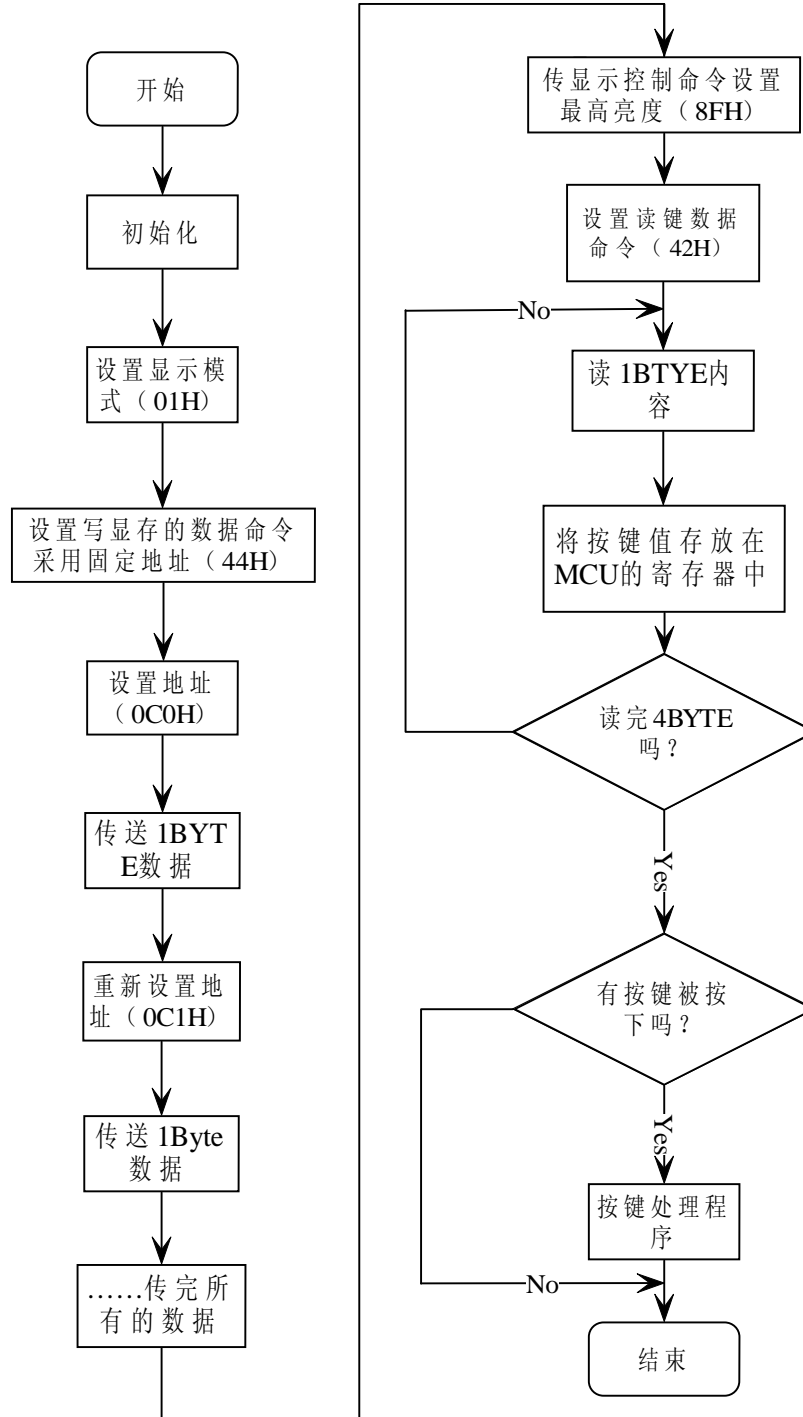 开始
初始化
设置显示模
式（01H）
设置写显存的数据命令
采用固定地址（44H）
设置地址
（0C0H）
传送1BYT
E数据
重新设置地
址（0C1H）
传送1Byte
数据
……传完所
有的数据
传显示控制命令设置
最高亮度（8FH）
设置读键数据
命令（42H）
No
读1BTYE内
容
将按键值存放在
MCU的寄存器中
读完4BYTE
吗？
Yes
有按键被按
下吗？
Yes
按键处理程
序
No
结束